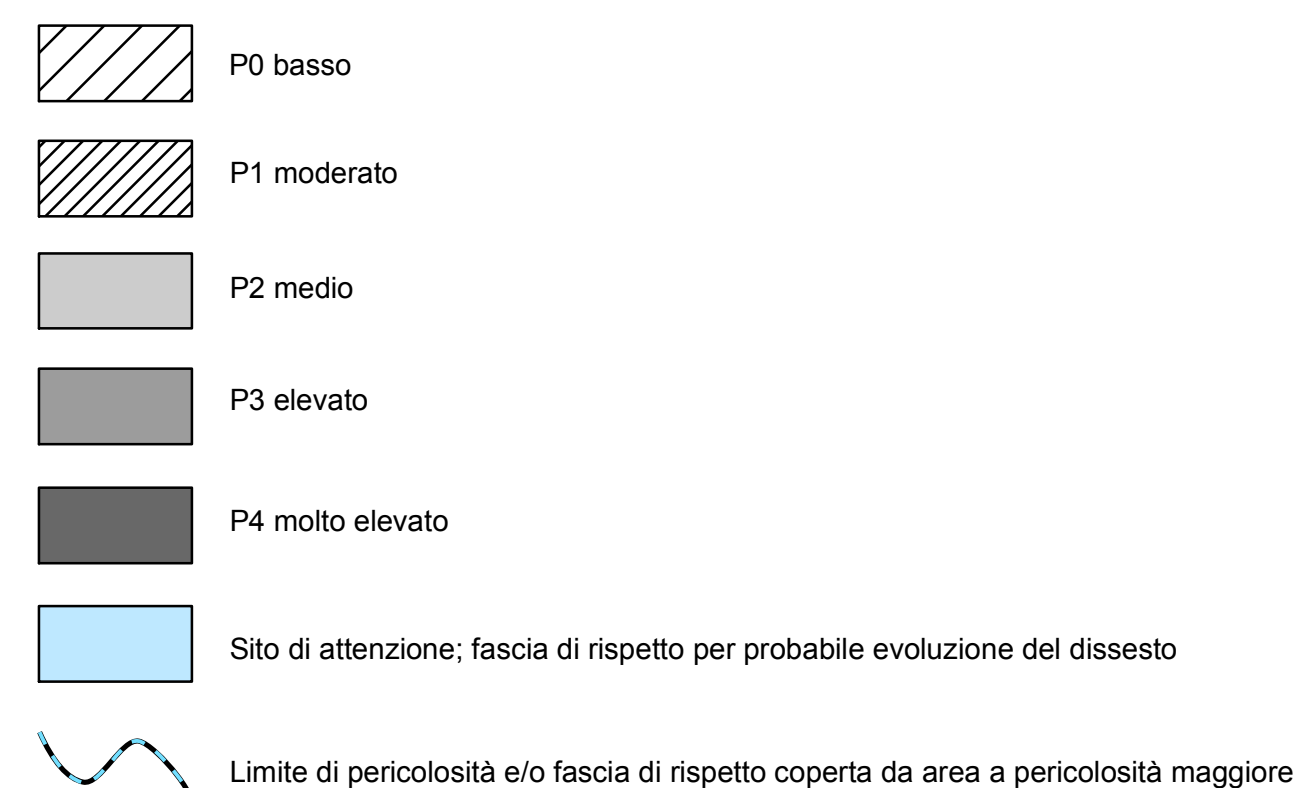 P0 basso
P1 moderato
P2 medio
P3 elevato
P4 molto elevato
Sito di attenzione; fascia di rispetto per probabile evoluzione del dissesto
Limite di pericolosità e/o fascia di rispetto coperta da area a pericolosità maggiore